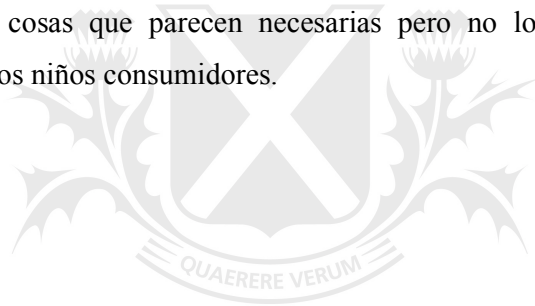 cosas que parecen necesarias pero no lo
os niños consumidores.
QUAERERE VERUM